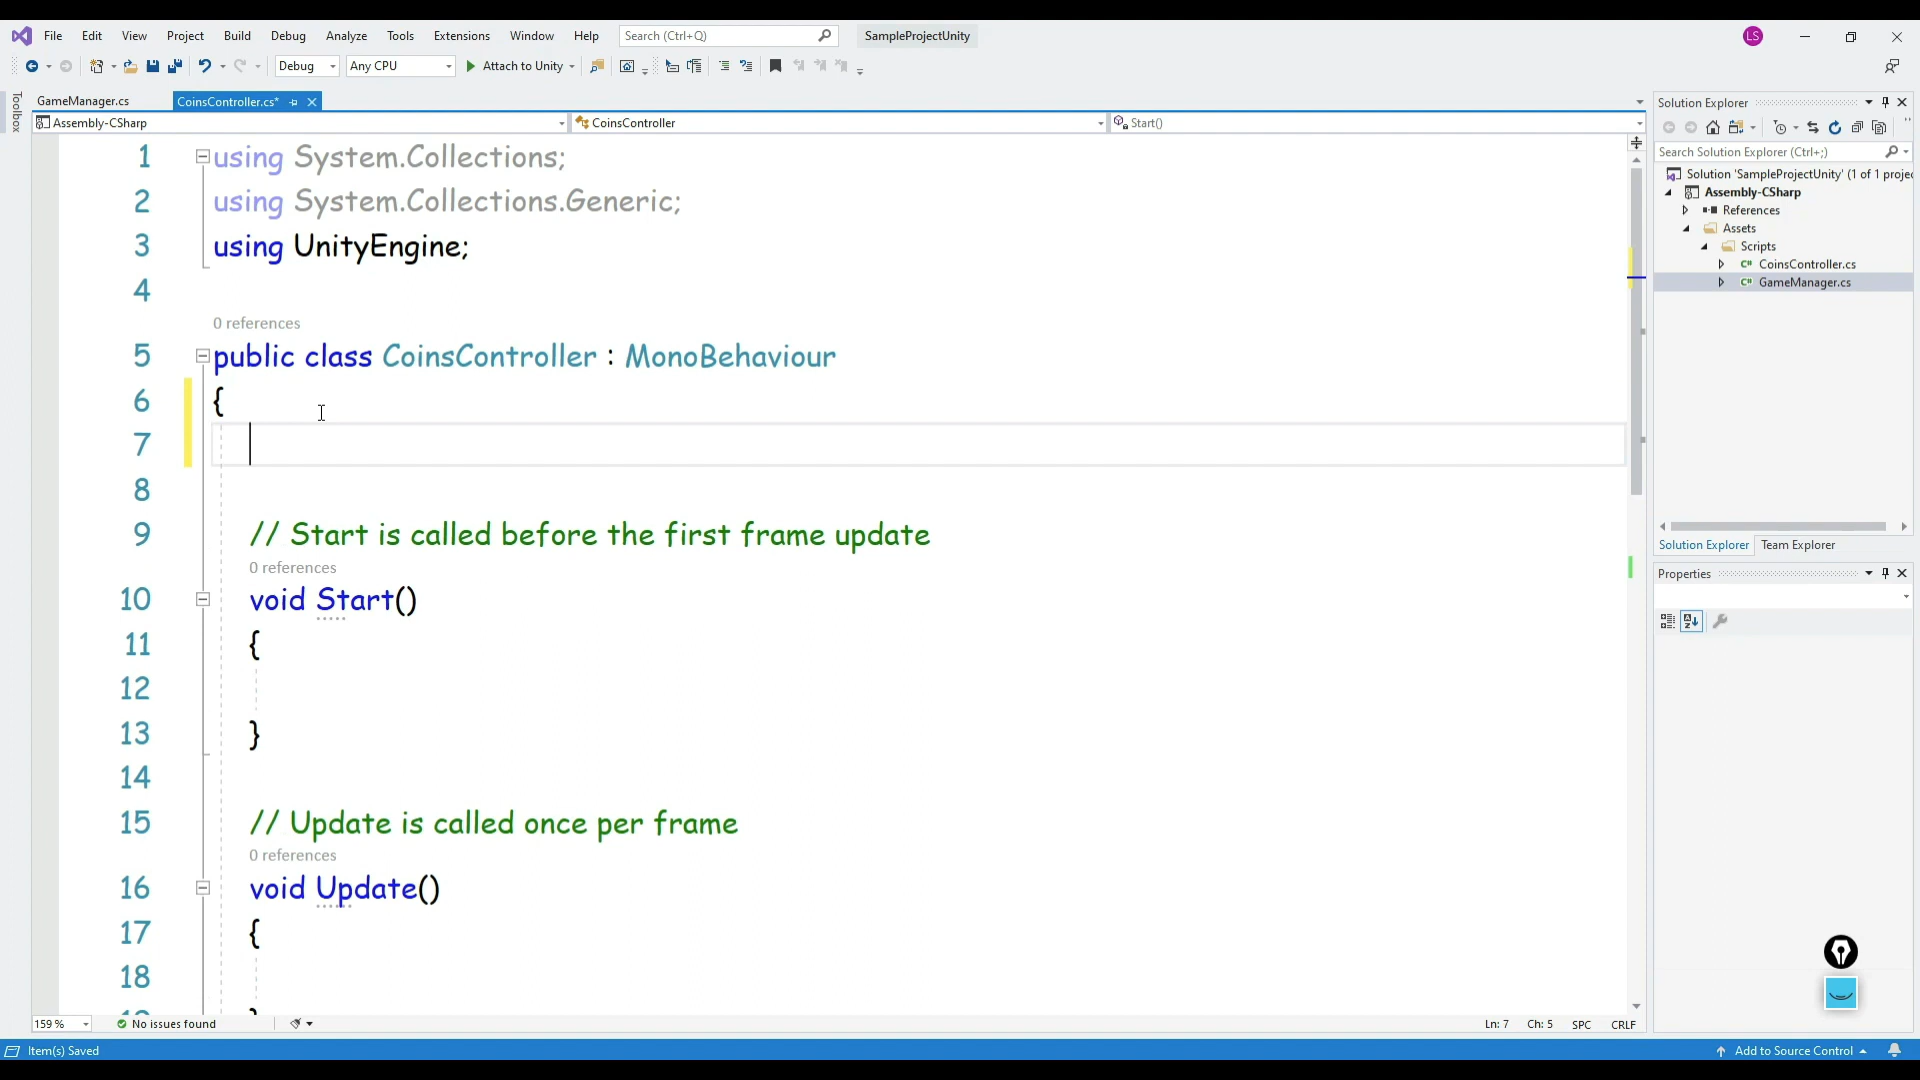 File Edit View Project Build Debug Analyze Tools Extensions Window Help Search (Ctrl+Q) SampleProjectUnity LS
Debug Any CPU Attach to Unity
Toolbox
GameManager.cs CoinsController.cs*
Assembly-CSharp CoinsController Start()
1 using System.Collections;
2 using System.Collections.Generic;
3 using UnityEngine;
4
0 references
5 public class CoinsController : MonoBehaviour
6 {
7
8
9 // Start is called before the first frame update
0 references
10 void Start()
11 {
12
13 }
14
15 // Update is called once per frame
0 references
16 void Update()
17 {
18
159 % No issues found Ln: 7 Ch: 5 SPC CRLF
Item(s) Saved Add to Source Control
Solution Explorer
Search Solution Explorer (Ctrl+;)
Solution 'SampleProjectUnity' (1 of 1 projec
Assembly-CSharp
References
Assets
Scripts
C# CoinsController.cs
C# GameManager.cs
Solution Explorer Team Explorer
Properties